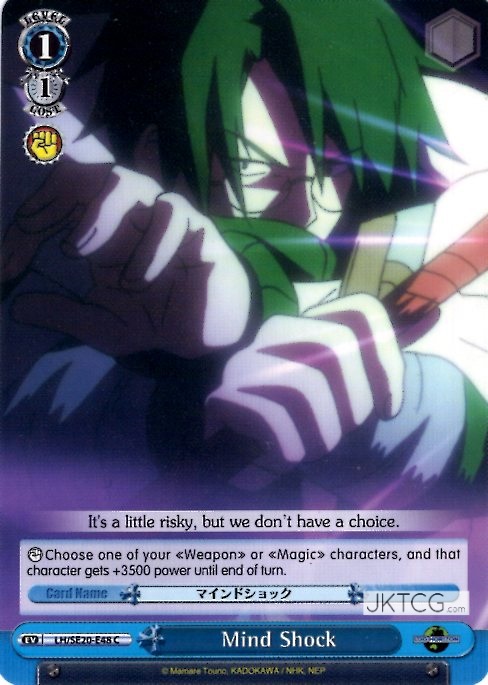 LEVEL
1
1
COST
It's a little risky, but we don't have a choice.
Choose one of your «Weapon» or «Magic» characters, and that
character gets +3500 power until end of turn.
Card Name マインドショック
JKTCG.com
EV LH/SE20-E48 C Mind Shock
© Mamare Touno, KADOKAWA / NHK, NEP